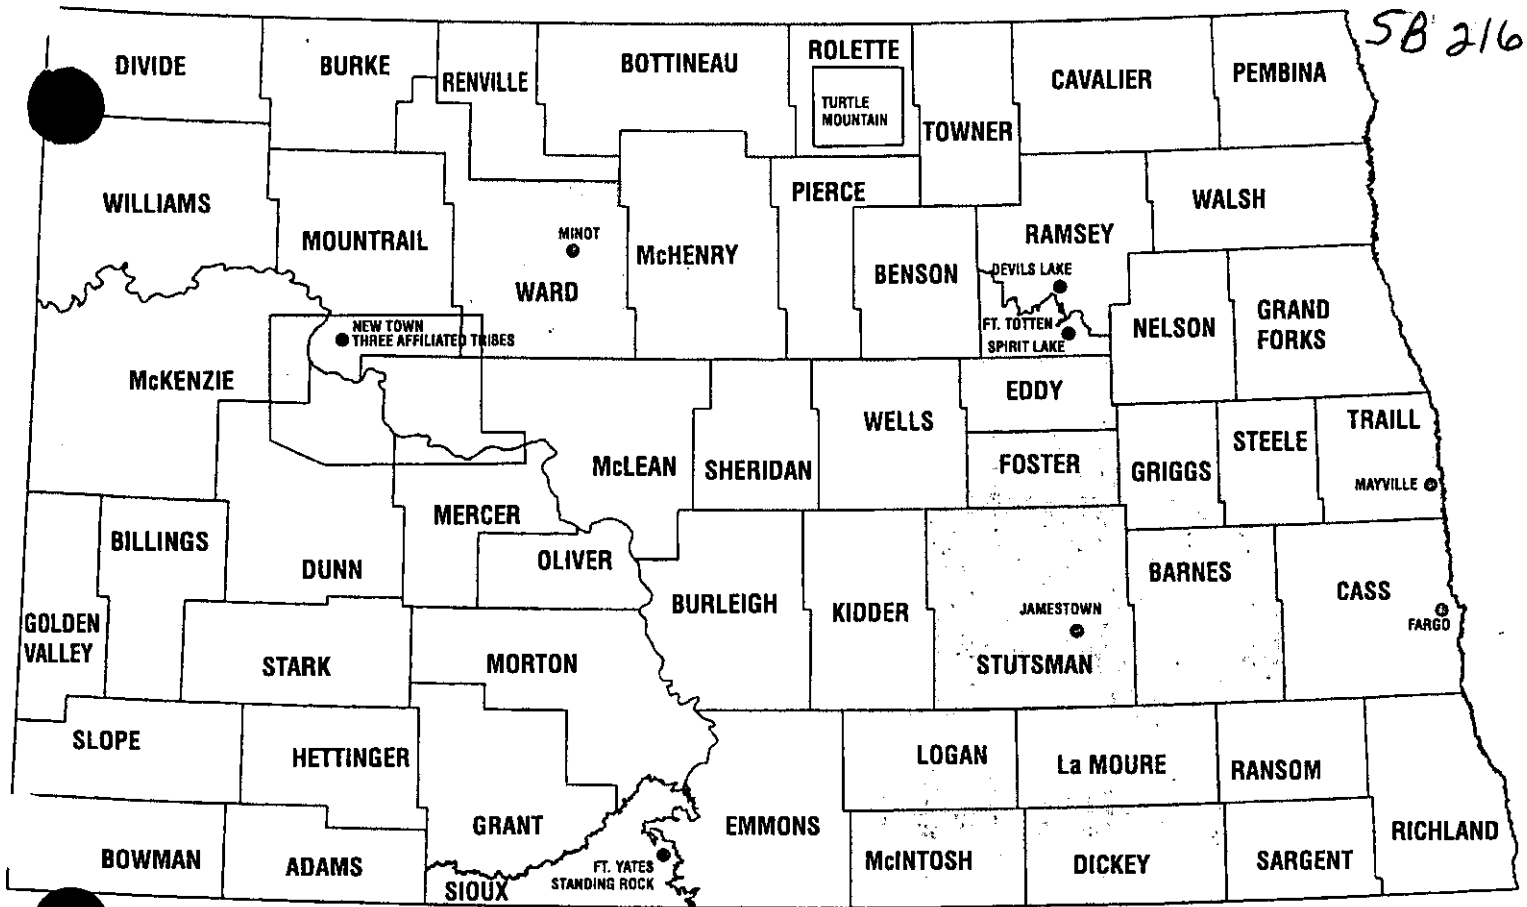 SB 216
DIVIDE
BURKE
RENVILLE
BOTTINEAU
ROLETTE
TURTLE
MOUNTAIN
TOWNER
CAVALIER
PEMBINA
WILLIAMS
MOUNTRAIL
MINOT
WARD
McHENRY
PIERCE
BENSON
RAMSEY
DEVILS LAKE
FT. TOTTEN
SPIRIT LAKE
WALSH
NELSON
GRAND
FORKS
NEW TOWN
THREE AFFILIATED TRIBES
McKENZIE
McLEAN
SHERIDAN
WELLS
EDDY
FOSTER
GRIGGS
STEELE
TRAILL
MAYVILLE
GOLDEN
VALLEY
BILLINGS
DUNN
MERCER
OLIVER
BURLEIGH
KIDDER
JAMESTOWN
STUTSMAN
BARNES
CASS
FARGO
STARK
MORTON
SLOPE
HETTINGER
GRANT
LOGAN
La MOURE
RANSOM
RICHLAND
BOWMAN
ADAMS
SIOUX
FT. YATES
STANDING ROCK
EMMONS
McINTOSH
DICKEY
SARGENT